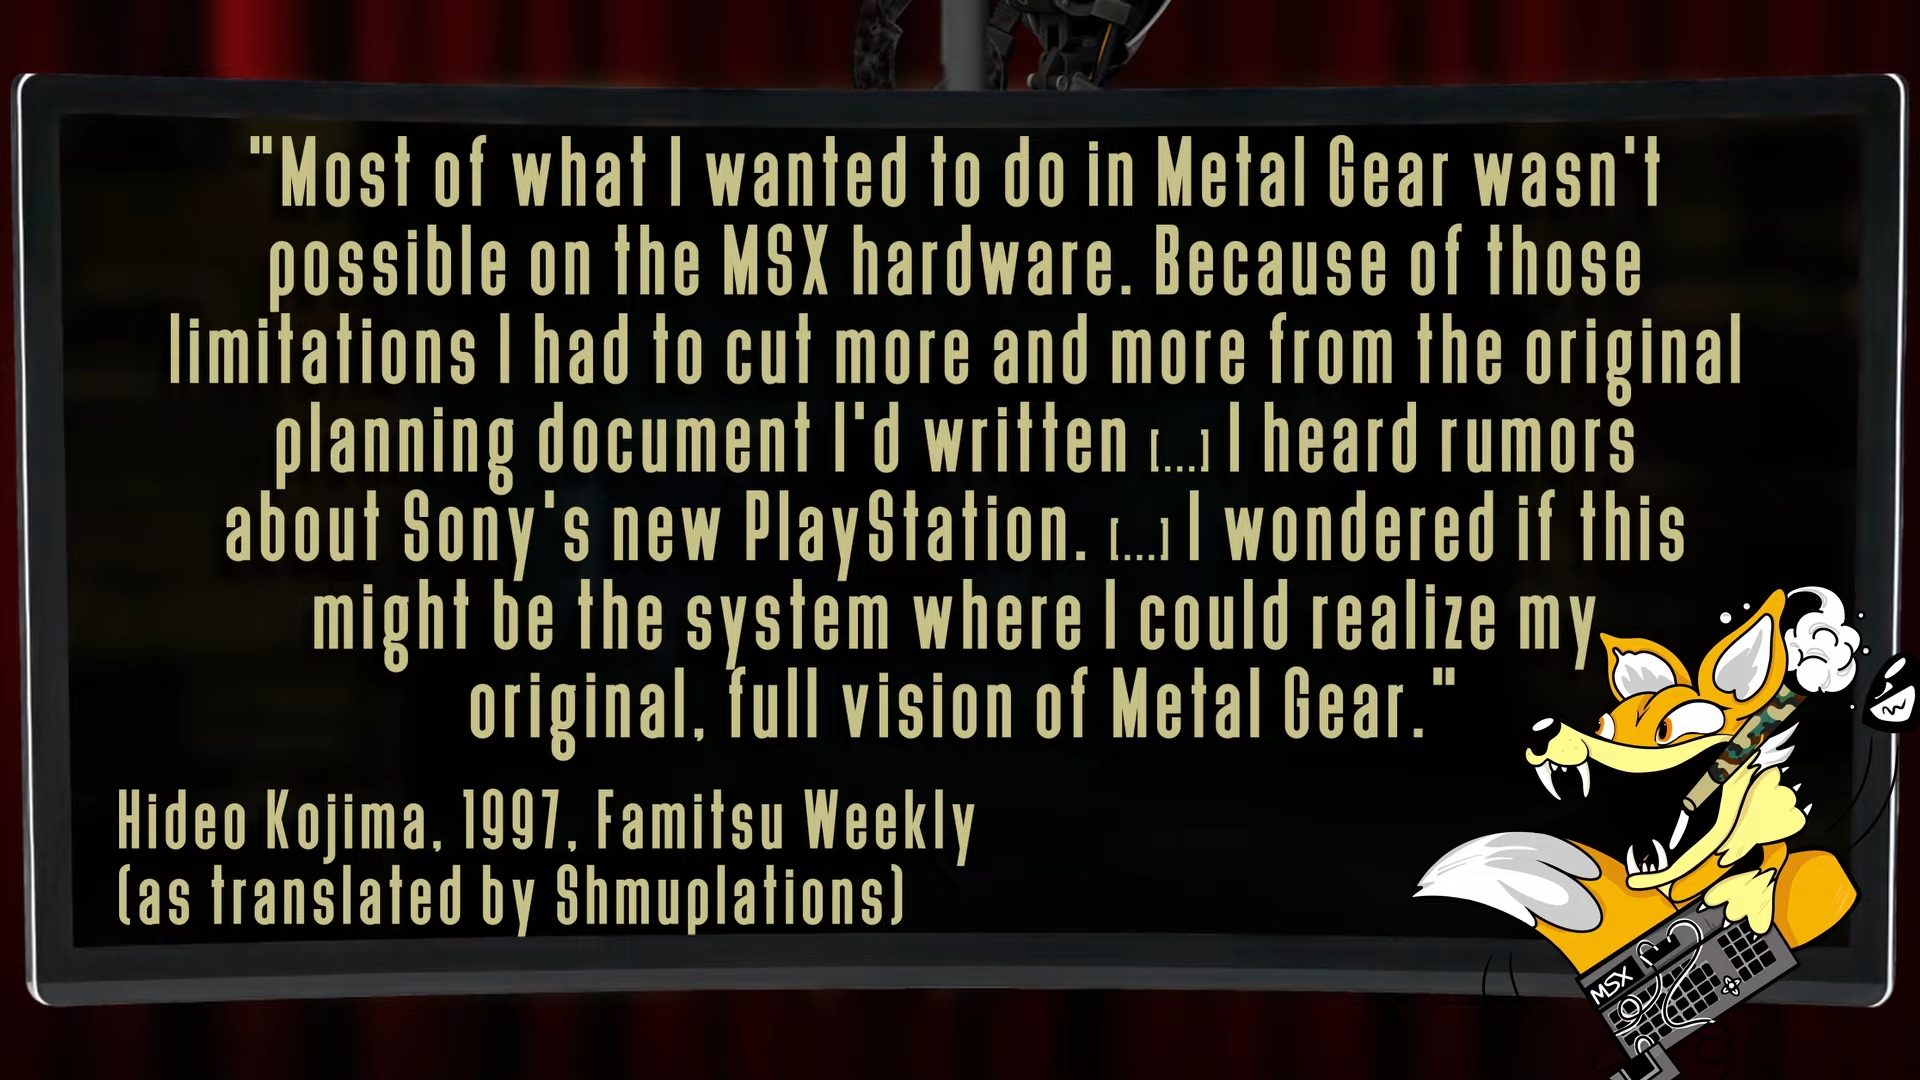 "Most of what I wanted to do in Metal Gear wasn't
possible on the MSX hardware. Because of those
limitations I had to cut more and more from the original
planning document I'd written [...] I heard rumors
about Sony's new PlayStation. [...] I wondered if this
might be the system where I could realize my
original, full vision of Metal Gear."
Hideo Kojima, 1997, Famitsu Weekly
(as translated by Shmuplations)
MSX